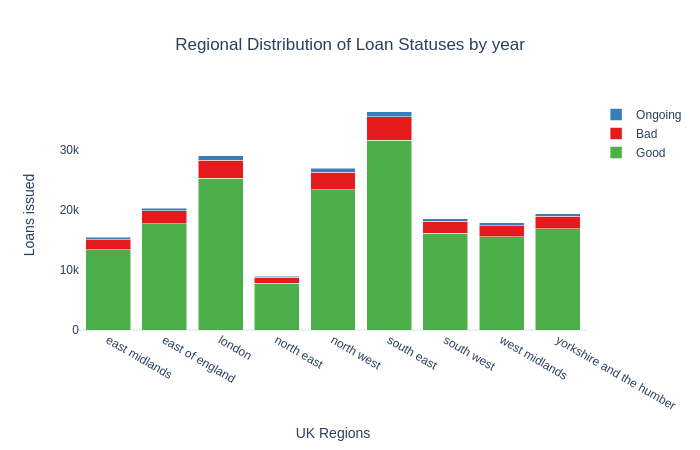 Regional Distribution of Loan Statuses by year
Ongoing
Bad
Good
Loans issued
30k
20k
10k
0
east midlands
east of england
london
north east
north west
south east
south west
west midlands
yorkshire and the humber
UK Regions